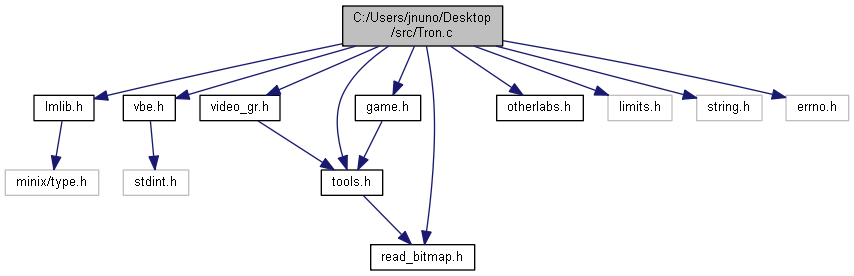 C:/Users/jnuno/Desktop
/src/Tron.c
lmlib.h
vbe.h
video_gr.h
game.h
otherlabs.h
limits.h
string.h
errno.h
minix/type.h
stdint.h
tools.h
read_bitmap.h